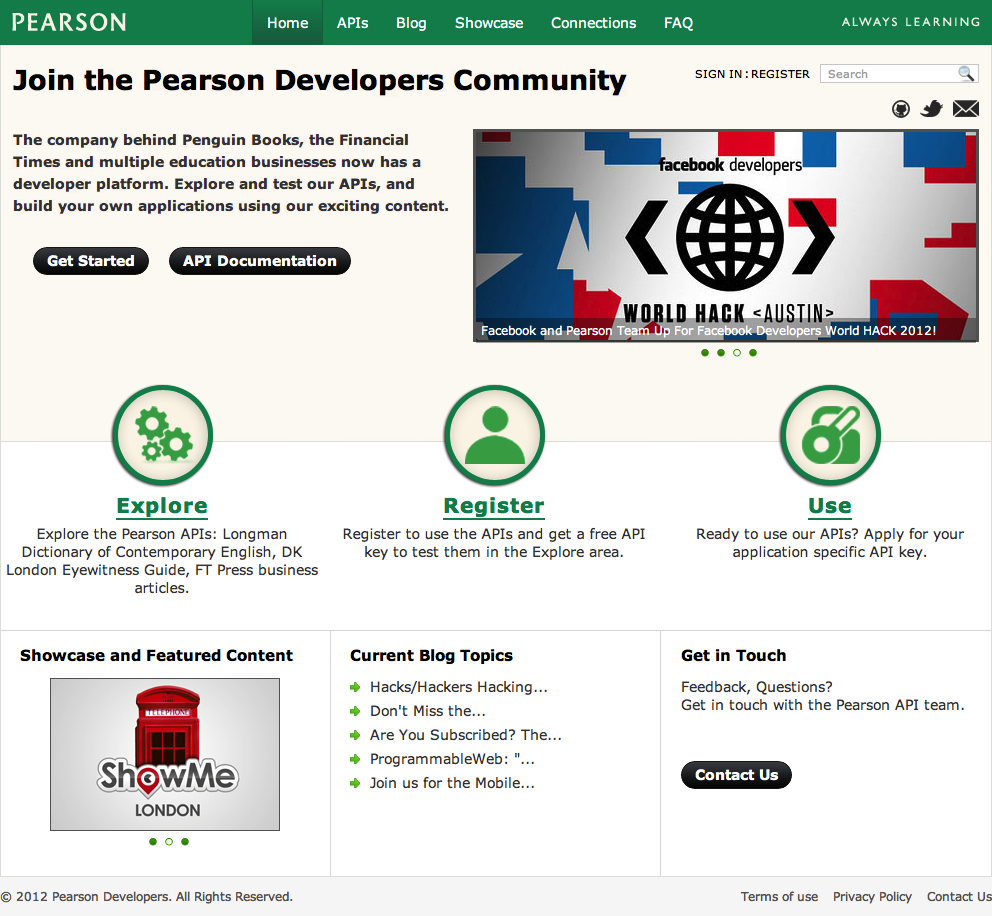 PEARSON
Home
APIs
Blog
Showcase
Connections
FAQ
ALWAYS LEARNING
Join the Pearson Developers Community
SIGN IN : REGISTER
Search
The company behind Penguin Books, the Financial
Times and multiple education businesses now has a
developer platform. Explore and test our APIs, and
build your own applications using our exciting content.
Get Started
API Documentation
facebook developers
WORLD HACK <AUSTIN>
Facebook and Pearson Team Up For Facebook Developers World HACK 2012!
Explore
Explore the Pearson APIs: Longman
Dictionary of Contemporary English, DK
London Eyewitness Guide, FT Press business
articles.
Register
Register to use the APIs and get a free API
key to test them in the Explore area.
Use
Ready to use our APIs? Apply for your
application specific API key.
Showcase and Featured Content
TELEPHONE
ShowMe
LONDON
Current Blog Topics
Hacks/Hackers Hacking...
Don't Miss the...
Are You Subscribed? The...
ProgrammableWeb: "...
Join us for the Mobile...
Get in Touch
Feedback, Questions?
Get in touch with the Pearson API team.
Contact Us
© 2012 Pearson Developers. All Rights Reserved.
Terms of use
Privacy Policy
Contact Us